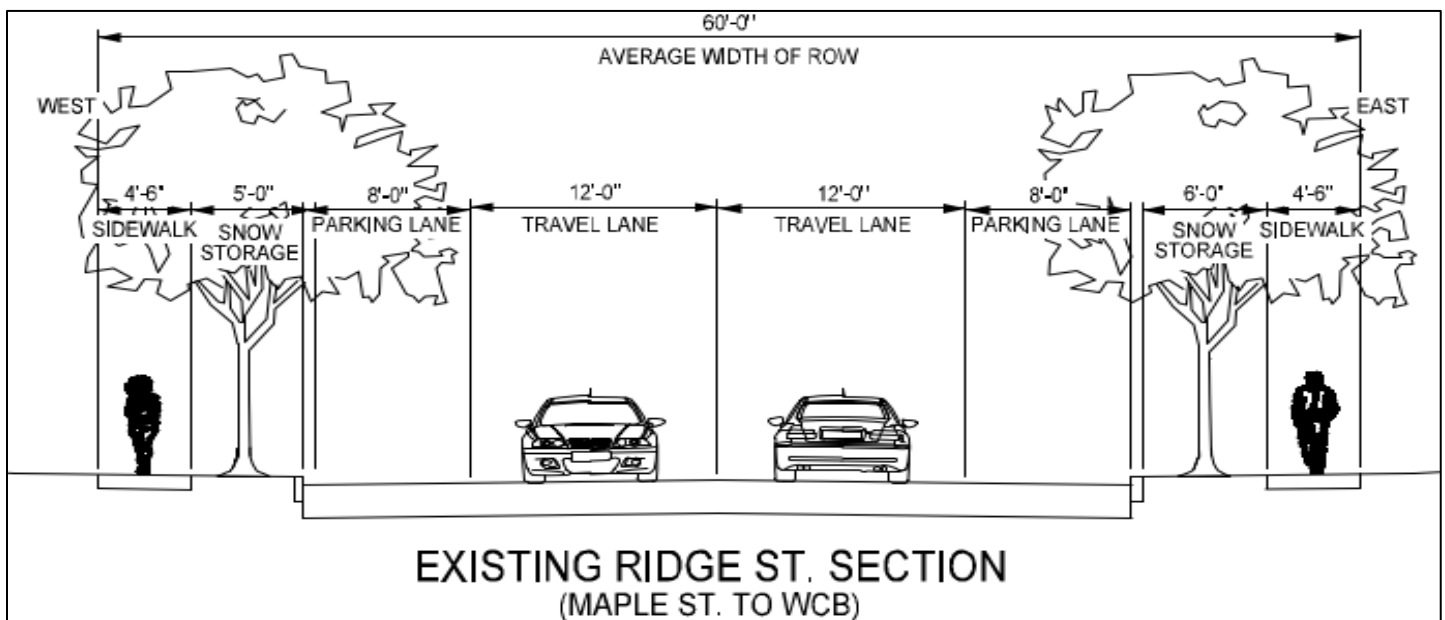 60'-0"
AVERAGE WIDTH OF ROW
WEST
EAST
4'-6" 5'-0" 8'-0" 12'-0" 12'-0" 8'-0" 6'-0" 4'-6"
SIDEWALK SNOW STORAGE PARKING LANE TRAVEL LANE TRAVEL LANE PARKING LANE SNOW STORAGE SIDEWALK
EXISTING RIDGE ST. SECTION
(MAPLE ST. TO WCB)